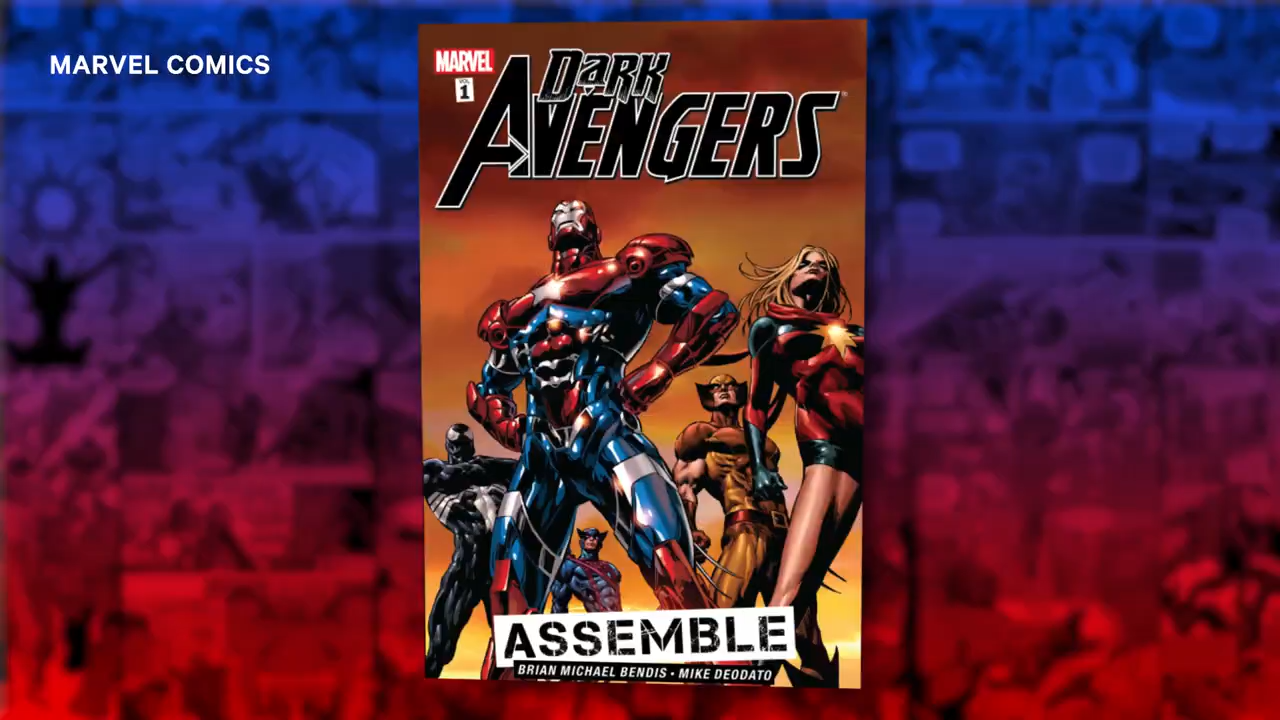 MARVEL COMICS
MARVEL
VOL
1
DARK
AVENGERS
ASSEMBLE
BRIAN MICHAEL BENDIS • MIKE DEODATO